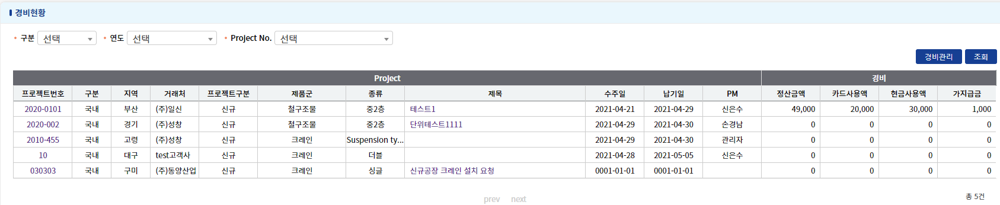 경비현황
* 구분 선택 * 연도 선택 * Project No. 선택
경비관리 조회
Project 경비
프로젝트번호 구분 지역 거래처 프로젝트구분 제품군 종류 제목 수주일 납기일 PM 정산금액 카드사용액 현금사용액 가지급금
2020-0101 국내 부산 (주)일신 신규 철구조물 중2층 테스트1 2021-04-21 2021-04-29 신은수 49,000 20,000 30,000 1,000
2020-002 국내 경기 (주)성창 신규 철구조물 중2층 단위테스트1111 2021-04-29 2021-04-30 손경남 0 0 0 0
2010-455 국내 고령 (주)성창 신규 크레인 Suspension ty... 2021-04-29 2021-04-30 관리자 0 0 0 0
10 국내 대구 test고객사 신규 크레인 더블 2021-04-28 2021-05-05 신은수 0 0 0 0
030303 국내 구미 (주)동양산업 신규 크레인 싱글 신규공장 크레인 설치 요청 0001-01-01 0001-01-01 0 0 0 0
prev next
총 5건